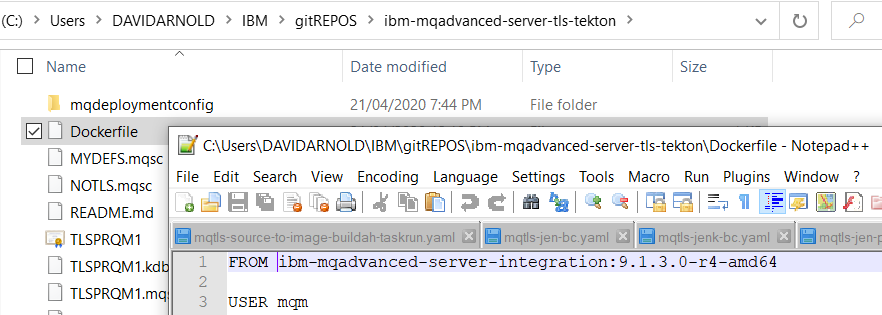 (C:) > Users > DAVIDARNOLD > IBM > gitREPOS > ibm-mqadvanced-server-tls-tekton >
Name Date modified Type Size
mqdeploymentconfig 21/04/2020 7:44 PM File folder
Dockerfile
C:\Users\DAVIDARNOLD\IBM\gitREPOS\ibm-mqadvanced-server-tls-tekton\Dockerfile - Notepad++
MYDEFS.mqsc
File Edit Search View Encoding Language Settings Tools Macro Run Plugins Window ?
NOTLS.mqsc
README.md
TLSPRQM1
mqtls-source-to-image-buildah-taskrun.yaml mqtls-jen-bc.yaml mqtls-jenk-bc.yaml mqtls-jen-p
TLSPRQM1.kdb
1 FROM ibm-mqadvanced-server-integration:9.1.3.0-r4-amd64
TLSPRQM1.mqs
2
3 USER mqm